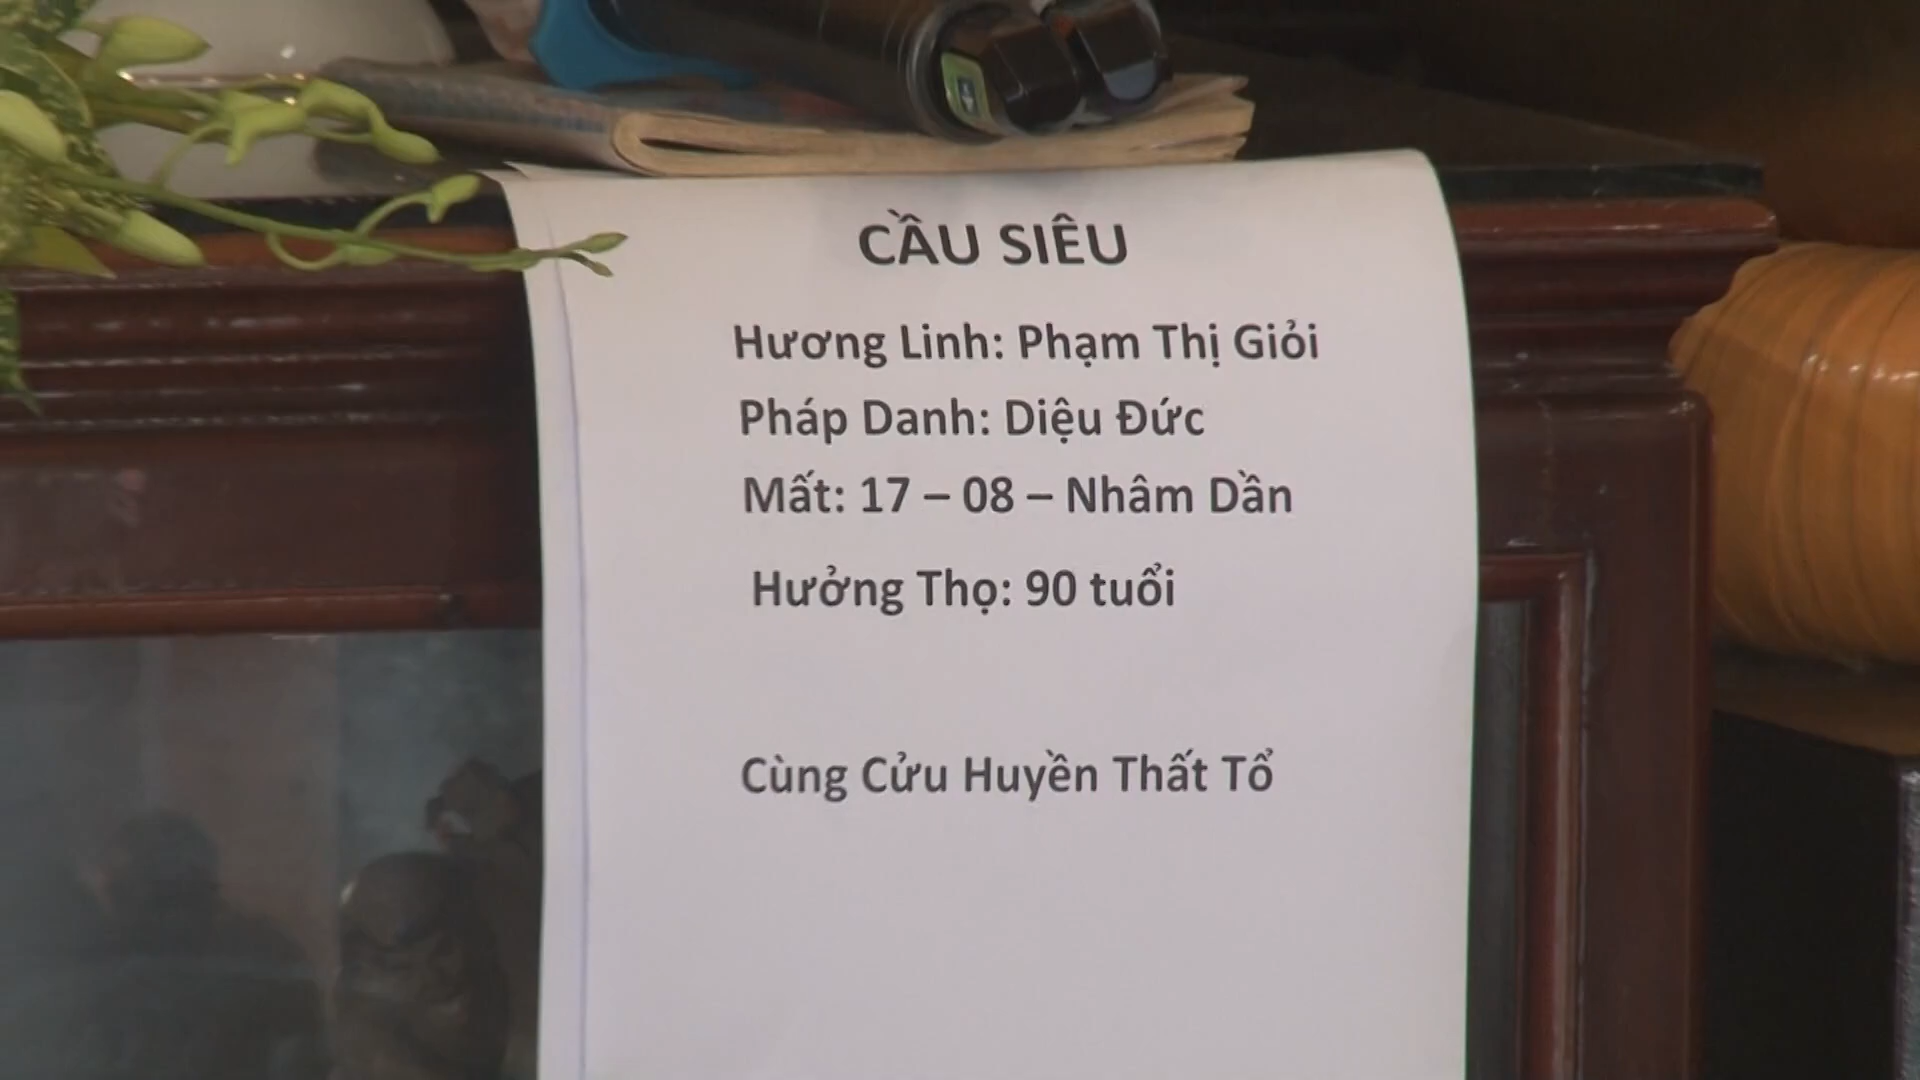 CẦU SIÊU
Hương Linh: Phạm Thị Giỏi
Pháp Danh: Diệu Đức
Mất: 17 – 08 – Nhâm Dần
Hưởng Thọ: 90 tuổi
Cùng Cửu Huyền Thất Tổ